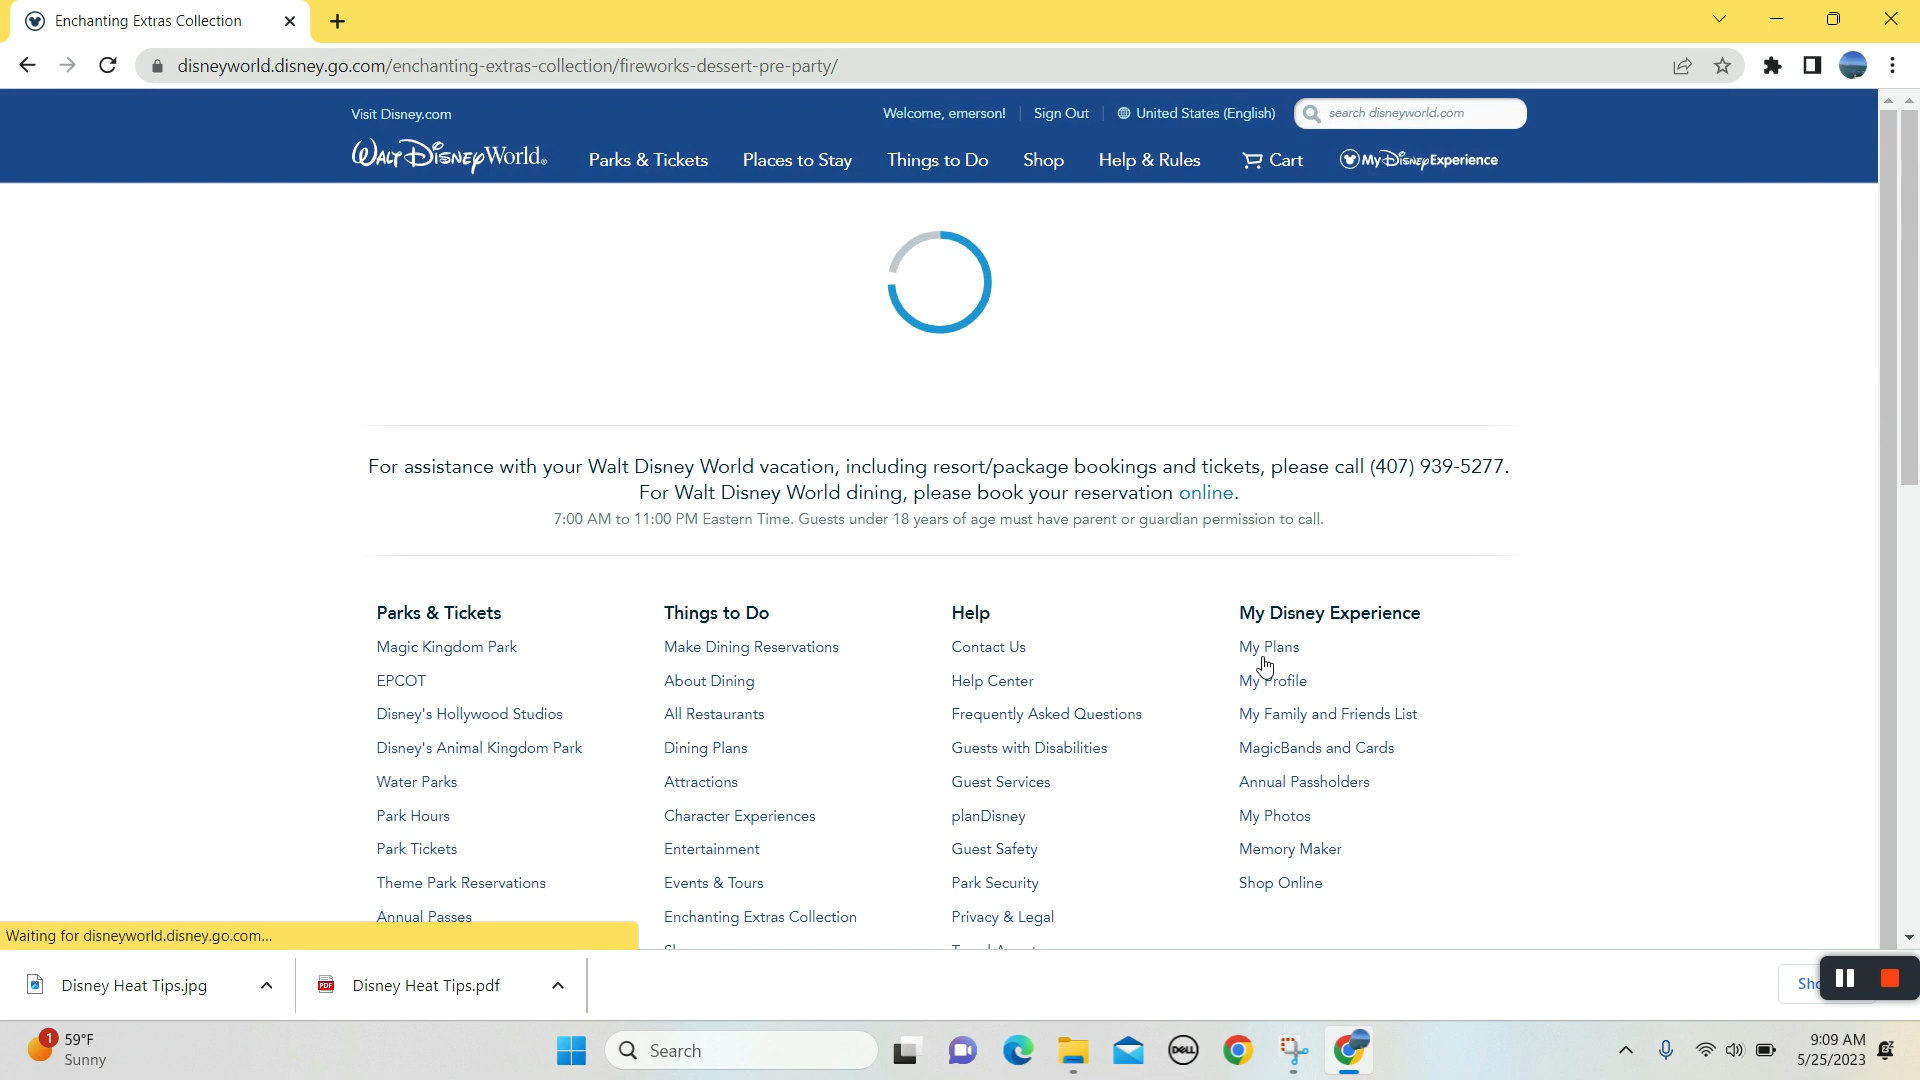 Enchanting Extras Collection
disneyworld.disney.go.com/enchanting-extras-collection/fireworks-dessert-pre-party/
Visit Disney.com
Welcome, emerson!
Sign Out
United States (English)
search disneyworld.com
Walt Disney World.
Parks & Tickets
Places to Stay
Things to Do
Shop
Help & Rules
Cart
My Disney Experience
For assistance with your Walt Disney World vacation, including resort/package bookings and tickets, please call (407) 939-5277.
For Walt Disney World dining, please book your reservation online.
7:00 AM to 11:00 PM Eastern Time. Guests under 18 years of age must have parent or guardian permission to call.
Parks & Tickets
Magic Kingdom Park
EPCOT
Disney's Hollywood Studios
Disney's Animal Kingdom Park
Water Parks
Park Hours
Park Tickets
Theme Park Reservations
Annual Passes
Things to Do
Make Dining Reservations
About Dining
All Restaurants
Dining Plans
Attractions
Character Experiences
Entertainment
Events & Tours
Enchanting Extras Collection
Help
Contact Us
Help Center
Frequently Asked Questions
Guests with Disabilities
Guest Services
planDisney
Guest Safety
Park Security
Privacy & Legal
My Disney Experience
My Plans
My Profile
My Family and Friends List
MagicBands and Cards
Annual Passholders
My Photos
Memory Maker
Shop Online
Waiting for disneyworld.disney.go.com...
Disney Heat Tips.jpg
PDF
Disney Heat Tips.pdf
1
59°F
Sunny
Search
DELL
9:09 AM
5/25/2023